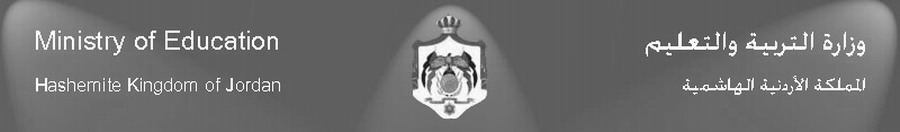 Ministry of Education
Hashemite Kingdom of Jordan
وزارة التربية والتعليم
المملكة الأردنية الهاشمية